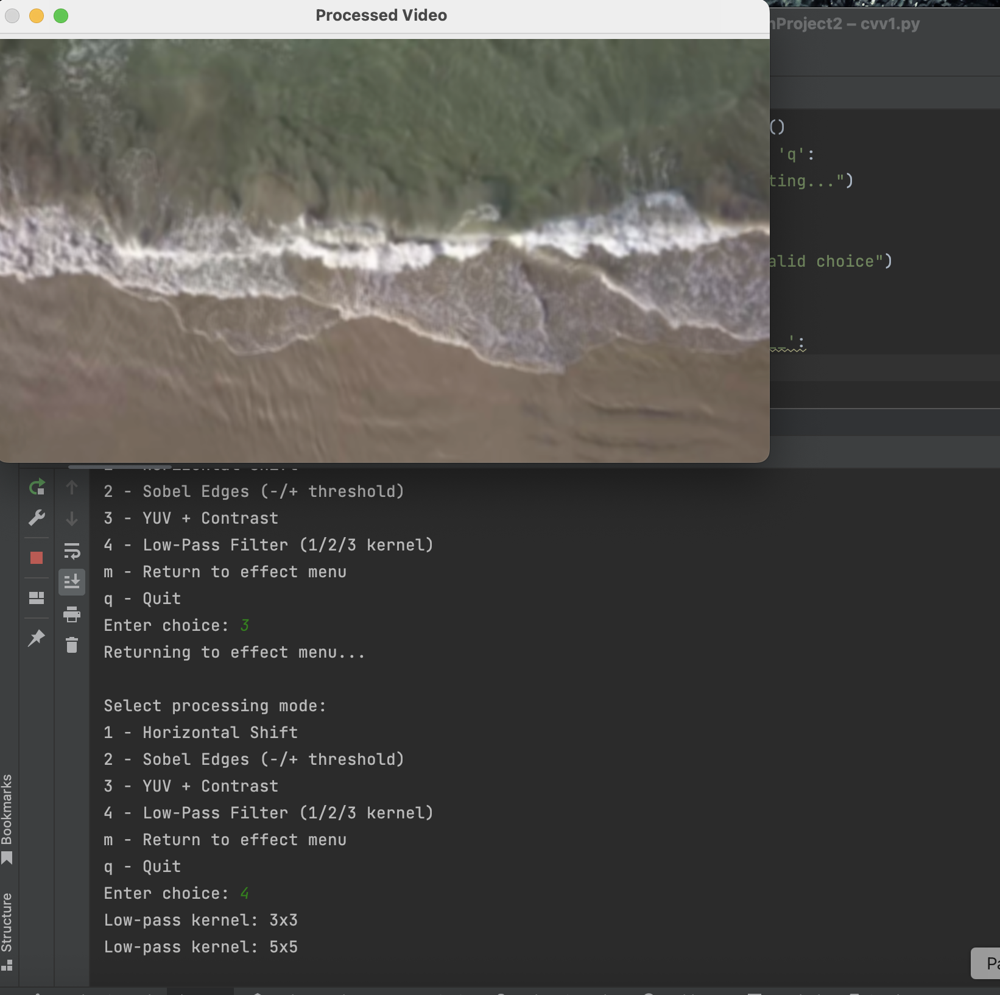 Processed Video
nProject2 – cvv1.py
()
'q':
ting...")
alid choice")
__':
2 - Sobel Edges (-/+ threshold)
3 - YUV + Contrast
4 - Low-Pass Filter (1/2/3 kernel)
m - Return to effect menu
q - Quit
Enter choice: 3
Returning to effect menu...
Select processing mode:
1 - Horizontal Shift
2 - Sobel Edges (-/+ threshold)
3 - YUV + Contrast
4 - Low-Pass Filter (1/2/3 kernel)
m - Return to effect menu
q - Quit
Enter choice: 4
Low-pass kernel: 3x3
Low-pass kernel: 5x5
Bookmarks
Structure
Pa